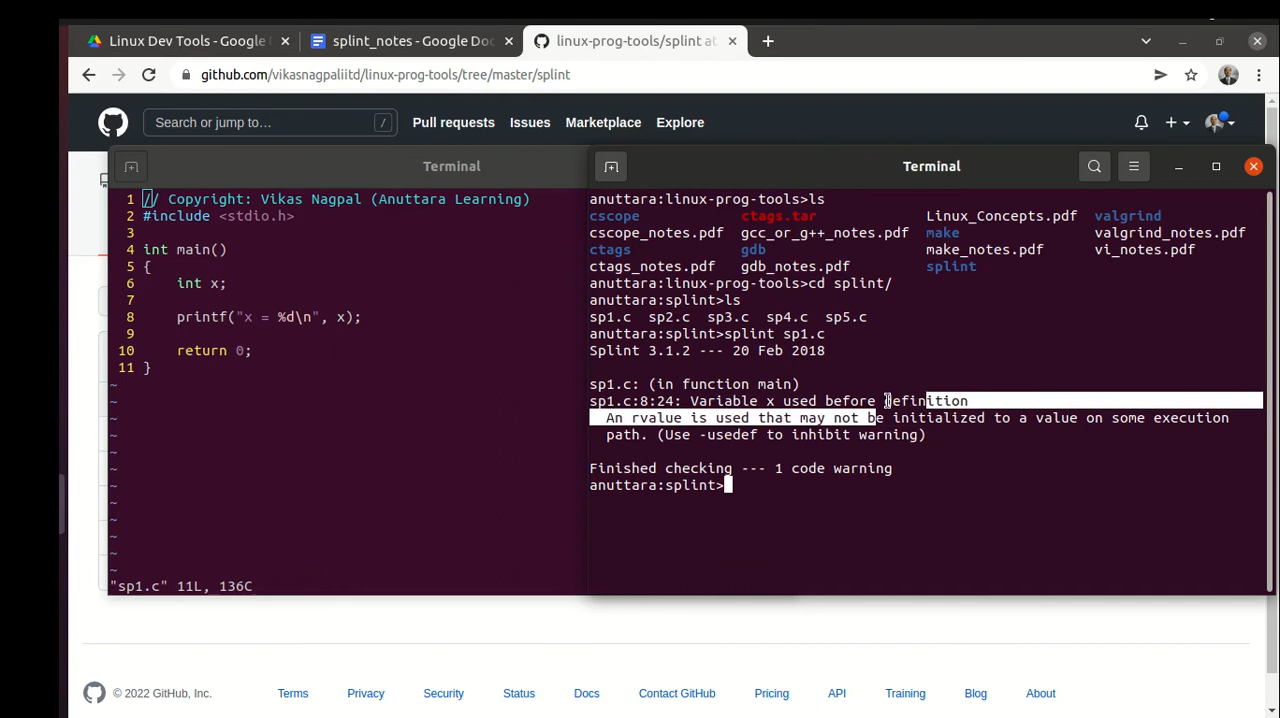 Linux Dev Tools - Google
splint_notes - Google Doc
linux-prog-tools/splint at
github.com/vikasnagpaliitd/linux-prog-tools/tree/master/splint
Search or jump to…
/
Pull requests
Issues
Marketplace
Explore
Terminal
1 // Copyright: Vikas Nagpal (Anuttara Learning)
2 #include <stdio.h>
3
4 int main()
5 {
6 int x;
7
8 printf("x = %d\n", x);
9
10 return 0;
11 }
~
~
~
~
~
~
~
~
~
~
~
~
"sp1.c" 11L, 136C
Terminal
anuttara:linux-prog-tools>ls
cscope ctags.tar Linux_Concepts.pdf valgrind
cscope_notes.pdf gcc_or_g++_notes.pdf make valgrind_notes.pdf
ctags gdb make_notes.pdf vi_notes.pdf
ctags_notes.pdf gdb_notes.pdf splint
anuttara:linux-prog-tools>cd splint/
anuttara:splint>ls
sp1.c sp2.c sp3.c sp4.c sp5.c
anuttara:splint>splint sp1.c
Splint 3.1.2 --- 20 Feb 2018
sp1.c: (in function main)
sp1.c:8:24: Variable x used before definition
An rvalue is used that may not be initialized to a value on some execution
path. (Use -usedef to inhibit warning)
Finished checking --- 1 code warning
anuttara:splint>
© 2022 GitHub, Inc.
Terms
Privacy
Security
Status
Docs
Contact GitHub
Pricing
API
Training
Blog
About